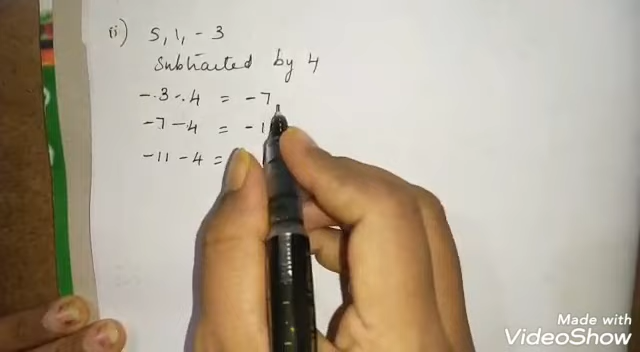 ii) 5, 1, - 3
Subtracted by 4
- 3 - 4 = - 7
- 7 - 4 = - 1
- 11 - 4 =
Made with
VideoShow